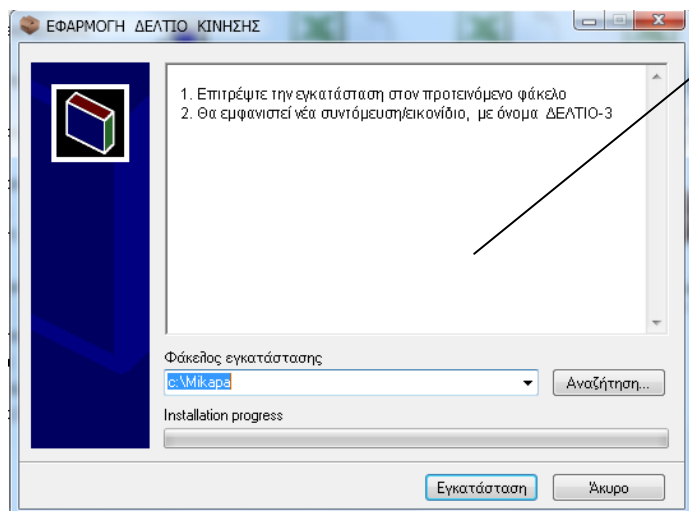 ΕΦΑΡΜΟΓΗ ΔΕΛΤΙΟ ΚΙΝΗΣΗΣ
1. Επιτρέψτε την εγκατάσταση στον προτεινόμενο φάκελο
2. Θα εμφανιστεί νέα συντόμευση/εικονίδιο, με όνομα ΔΕΛΤΙΟ-3
Φάκελος εγκατάστασης
c:\Mikapa
Αναζήτηση...
Installation progress
Εγκατάσταση
Άκυρο